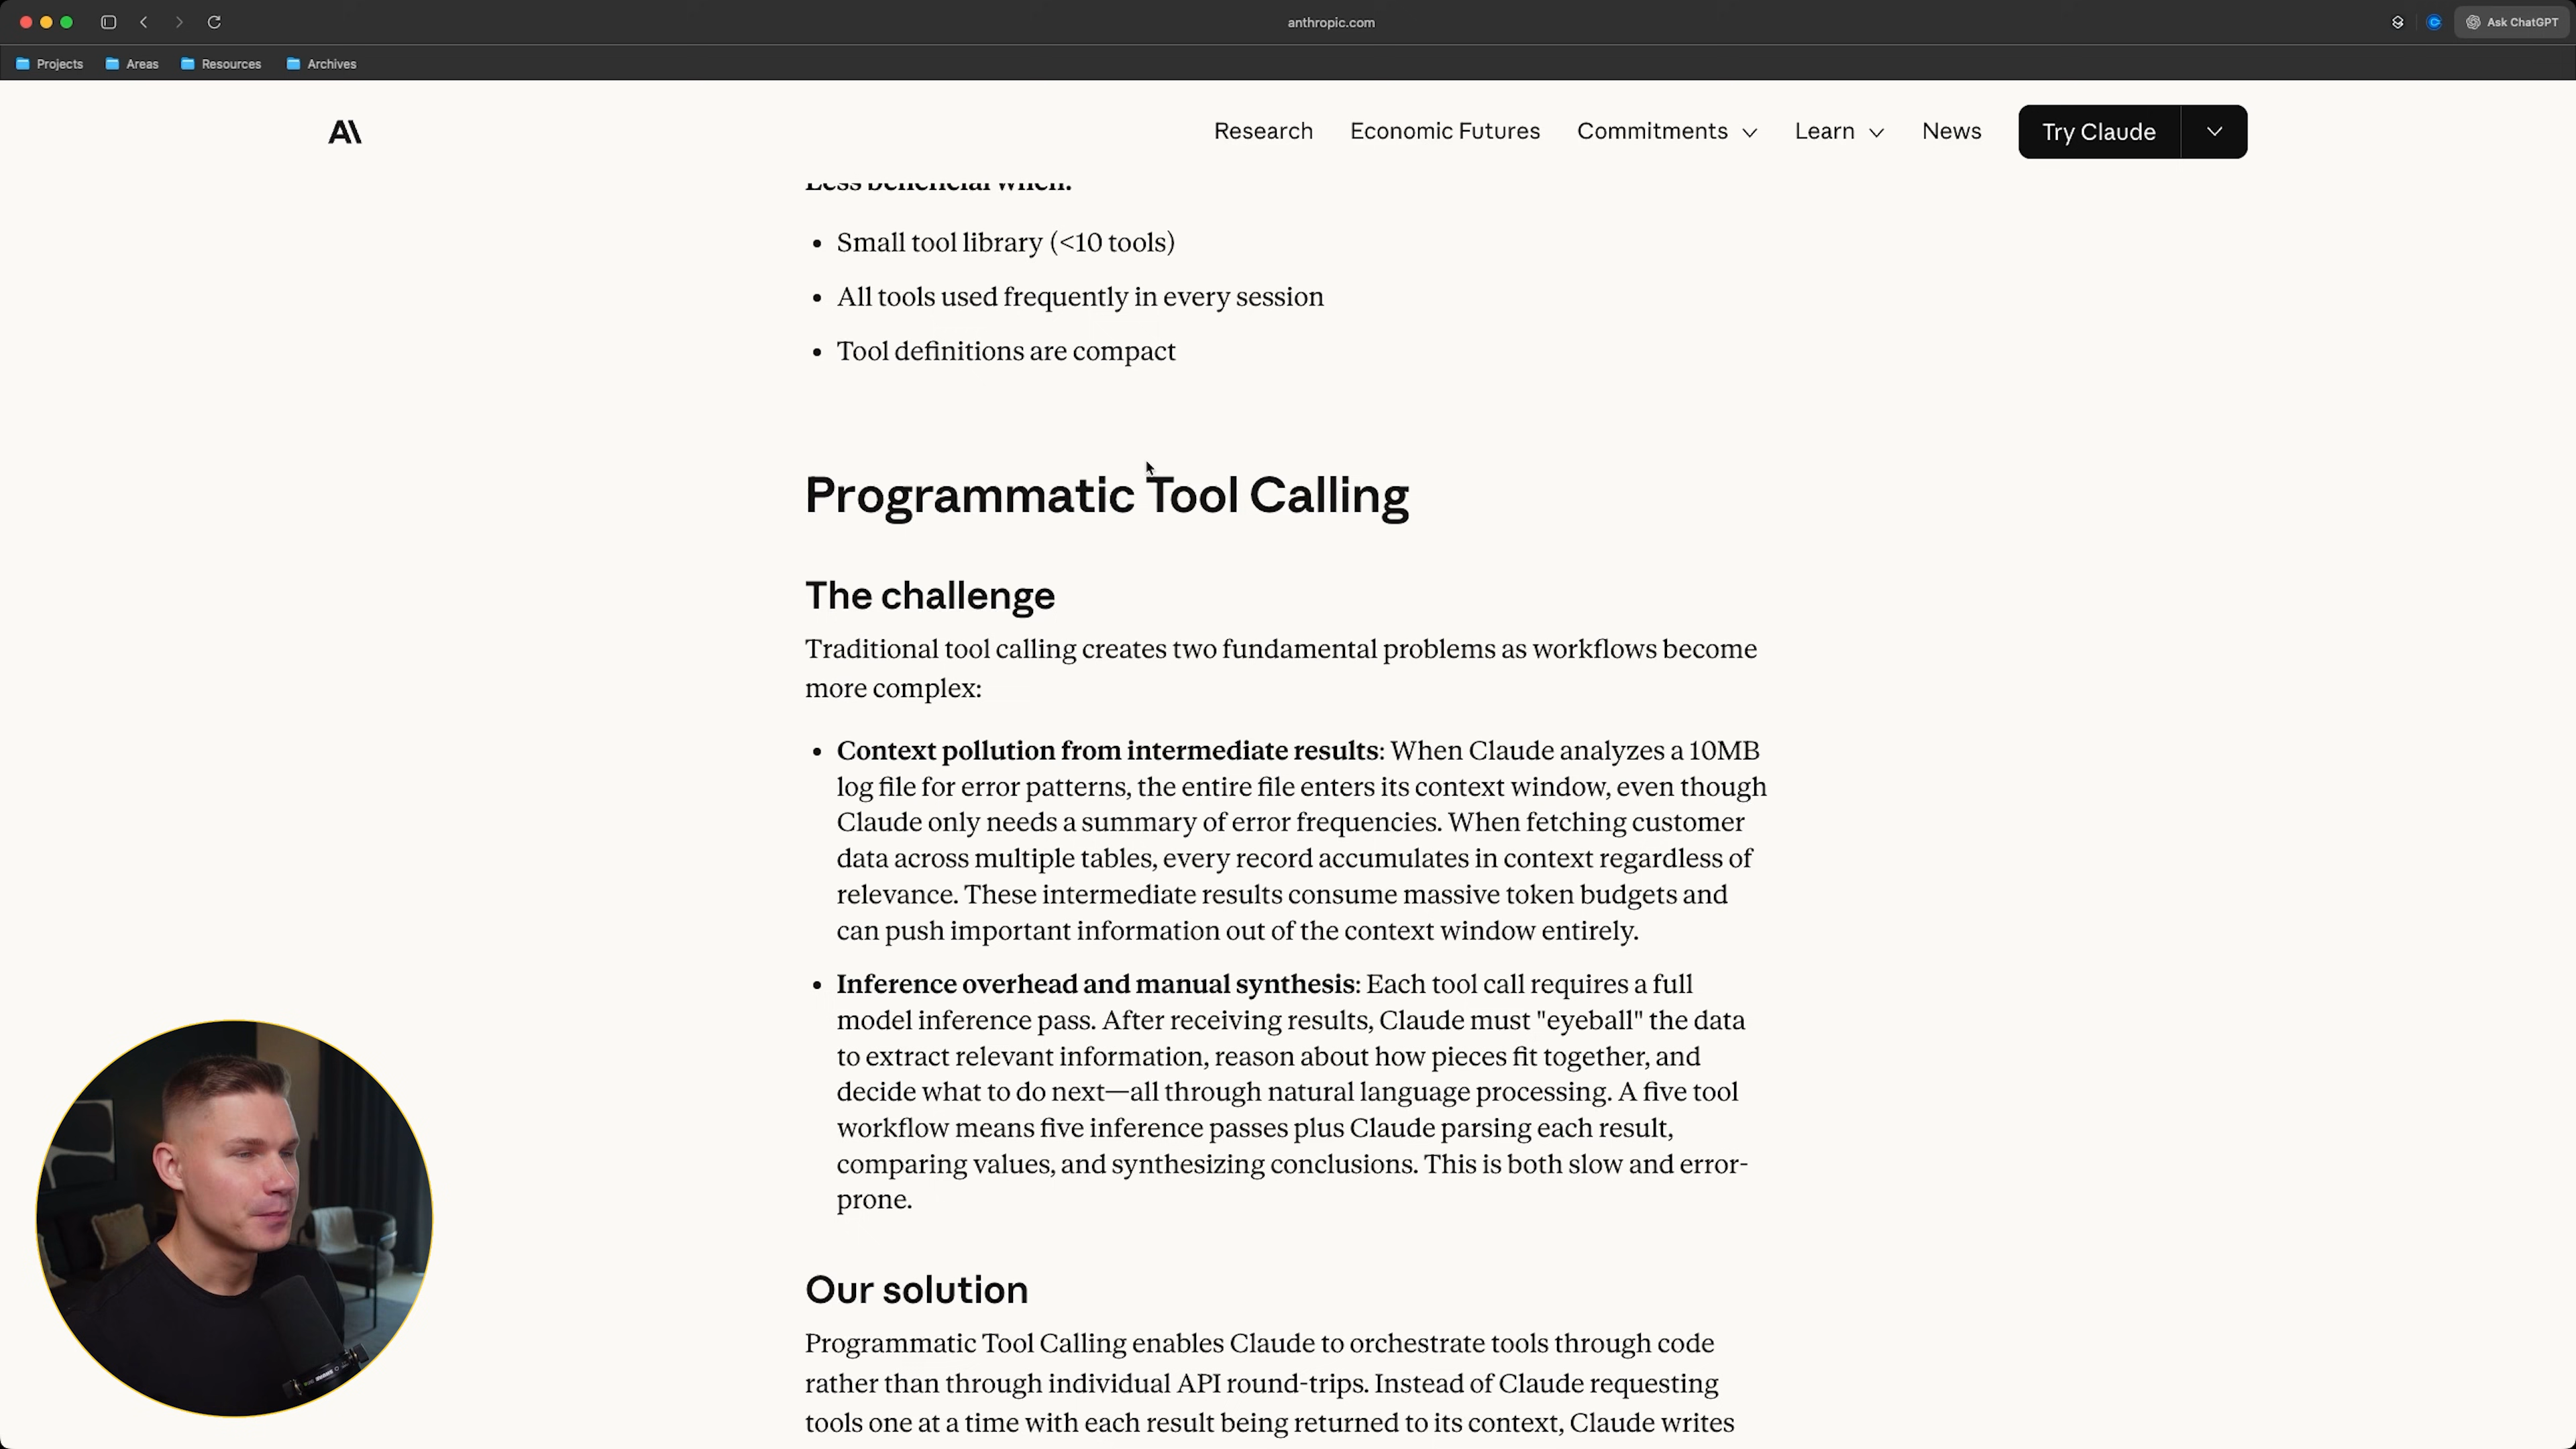 anthropic.com
Ask ChatGPT
Projects
Areas
Resources
Archives
Research
Economic Futures
Commitments
Learn
News
Try Claude
Less beneficial when:
• Small tool library (<10 tools)
• All tools used frequently in every session
• Tool definitions are compact
Programmatic Tool Calling
The challenge
Traditional tool calling creates two fundamental problems as workflows become
more complex:
• Context pollution from intermediate results: When Claude analyzes a 10MB
log file for error patterns, the entire file enters its context window, even though
Claude only needs a summary of error frequencies. When fetching customer
data across multiple tables, every record accumulates in context regardless of
relevance. These intermediate results consume massive token budgets and
can push important information out of the context window entirely.
• Inference overhead and manual synthesis: Each tool call requires a full
model inference pass. After receiving results, Claude must "eyeball" the data
to extract relevant information, reason about how pieces fit together, and
decide what to do next—all through natural language processing. A five tool
workflow means five inference passes plus Claude parsing each result,
comparing values, and synthesizing conclusions. This is both slow and error-
prone.
Our solution
Programmatic Tool Calling enables Claude to orchestrate tools through code
rather than through individual API round-trips. Instead of Claude requesting
tools one at a time with each result being returned to its context, Claude writes